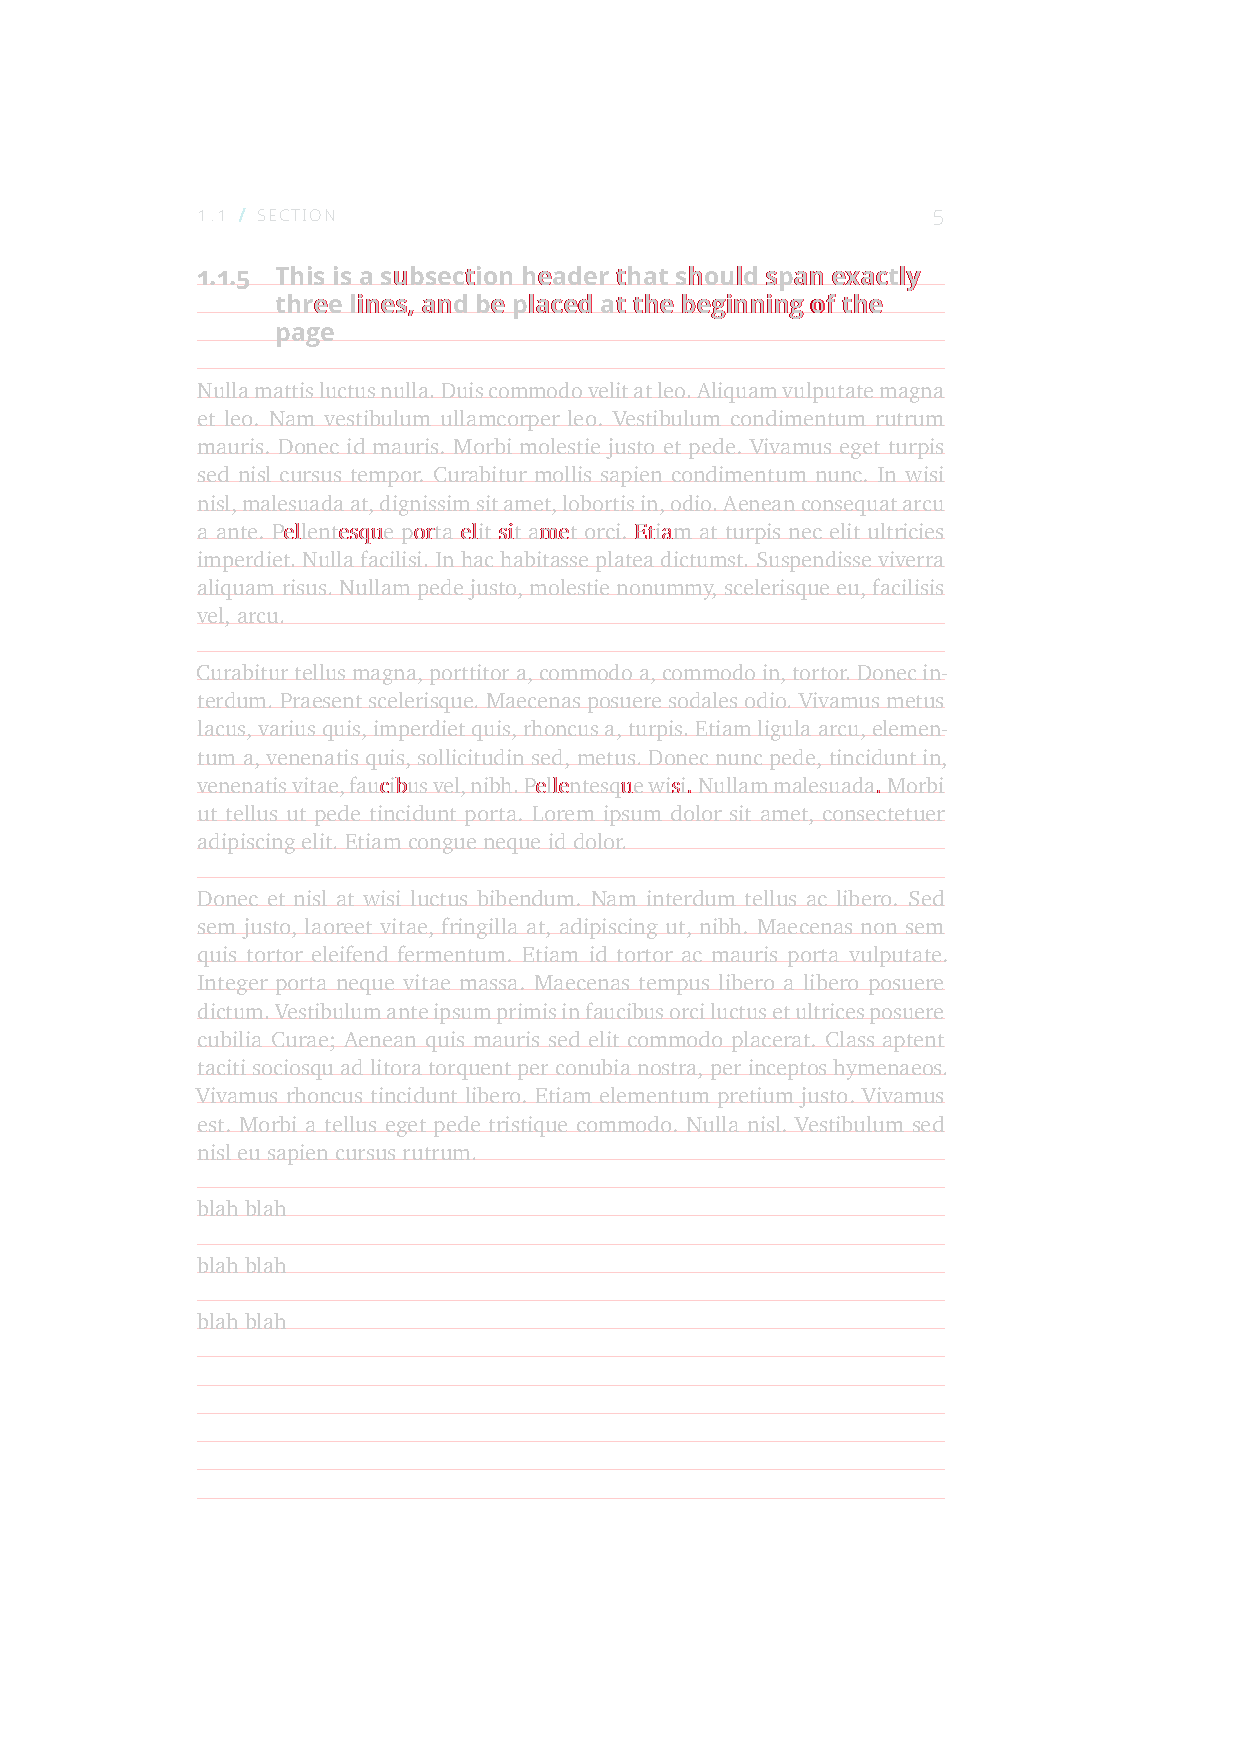 1.1 / SECTION 5
1.1.5 This is a subsection header that should span exactly
three lines, and be placed at the beginning of the
page
Nulla mattis luctus nulla. Duis commodo velit at leo. Aliquam vulputate magna
et leo. Nam vestibulum ullamcorper leo. Vestibulum condimentum rutrum
mauris. Donec id mauris. Morbi molestie justo et pede. Vivamus eget turpis
sed nisl cursus tempor. Curabitur mollis sapien condimentum nunc. In wisi
nisl, malesuada at, dignissim sit amet, lobortis in, odio. Aenean consequat arcu
a ante. Pellentesque porta elit sit amet orci. Etiam at turpis nec elit ultricies
imperdiet. Nulla facilisi. In hac habitasse platea dictumst. Suspendisse viverra
aliquam risus. Nullam pede justo, molestie nonummy, scelerisque eu, facilisis
vel, arcu.
Curabitur tellus magna, porttitor a, commodo a, commodo in, tortor. Donec in-
terdum. Praesent scelerisque. Maecenas posuere sodales odio. Vivamus metus
lacus, varius quis, imperdiet quis, rhoncus a, turpis. Etiam ligula arcu, elemen-
tum a, venenatis quis, sollicitudin sed, metus. Donec nunc pede, tincidunt in,
venenatis vitae, faucibus vel, nibh. Pellentesque wisi. Nullam malesuada. Morbi
ut tellus ut pede tincidunt porta. Lorem ipsum dolor sit amet, consectetuer
adipiscing elit. Etiam congue neque id dolor.
Donec et nisl at wisi luctus bibendum. Nam interdum tellus ac libero. Sed
sem justo, laoreet vitae, fringilla at, adipiscing ut, nibh. Maecenas non sem
quis tortor eleifend fermentum. Etiam id tortor ac mauris porta vulputate.
Integer porta neque vitae massa. Maecenas tempus libero a libero posuere
dictum. Vestibulum ante ipsum primis in faucibus orci luctus et ultrices posuere
cubilia Curae; Aenean quis mauris sed elit commodo placerat. Class aptent
taciti sociosqu ad litora torquent per conubia nostra, per inceptos hymenaeos.
Vivamus rhoncus tincidunt libero. Etiam elementum pretium justo. Vivamus
est. Morbi a tellus eget pede tristique commodo. Nulla nisl. Vestibulum sed
nisl eu sapien cursus rutrum.
blah blah
blah blah
blah blah